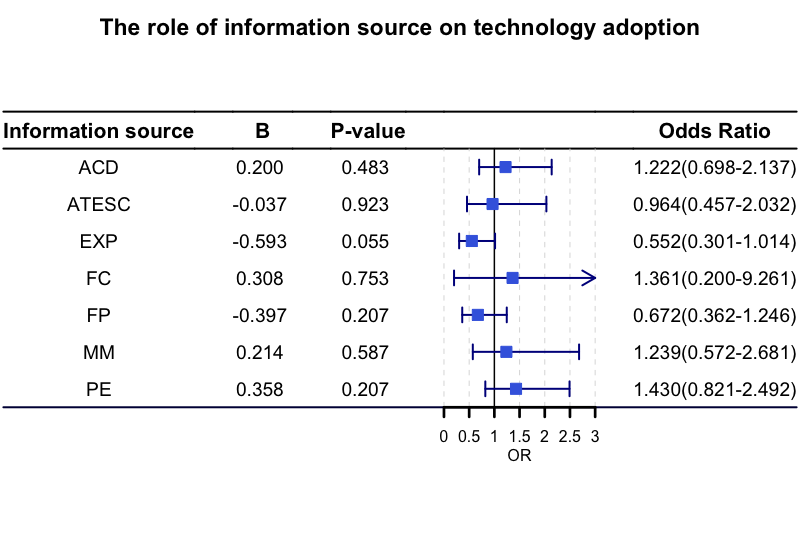 The role of information source on technology adoption
Information source B P-value Odds Ratio
ACD 0.200 0.483 1.222(0.698-2.137)
ATESC -0.037 0.923 0.964(0.457-2.032)
EXP -0.593 0.055 0.552(0.301-1.014)
FC 0.308 0.753 1.361(0.200-9.261)
FP -0.397 0.207 0.672(0.362-1.246)
MM 0.214 0.587 1.239(0.572-2.681)
PE 0.358 0.207 1.430(0.821-2.492)
0 0.5 1 1.5 2 2.5 3
OR